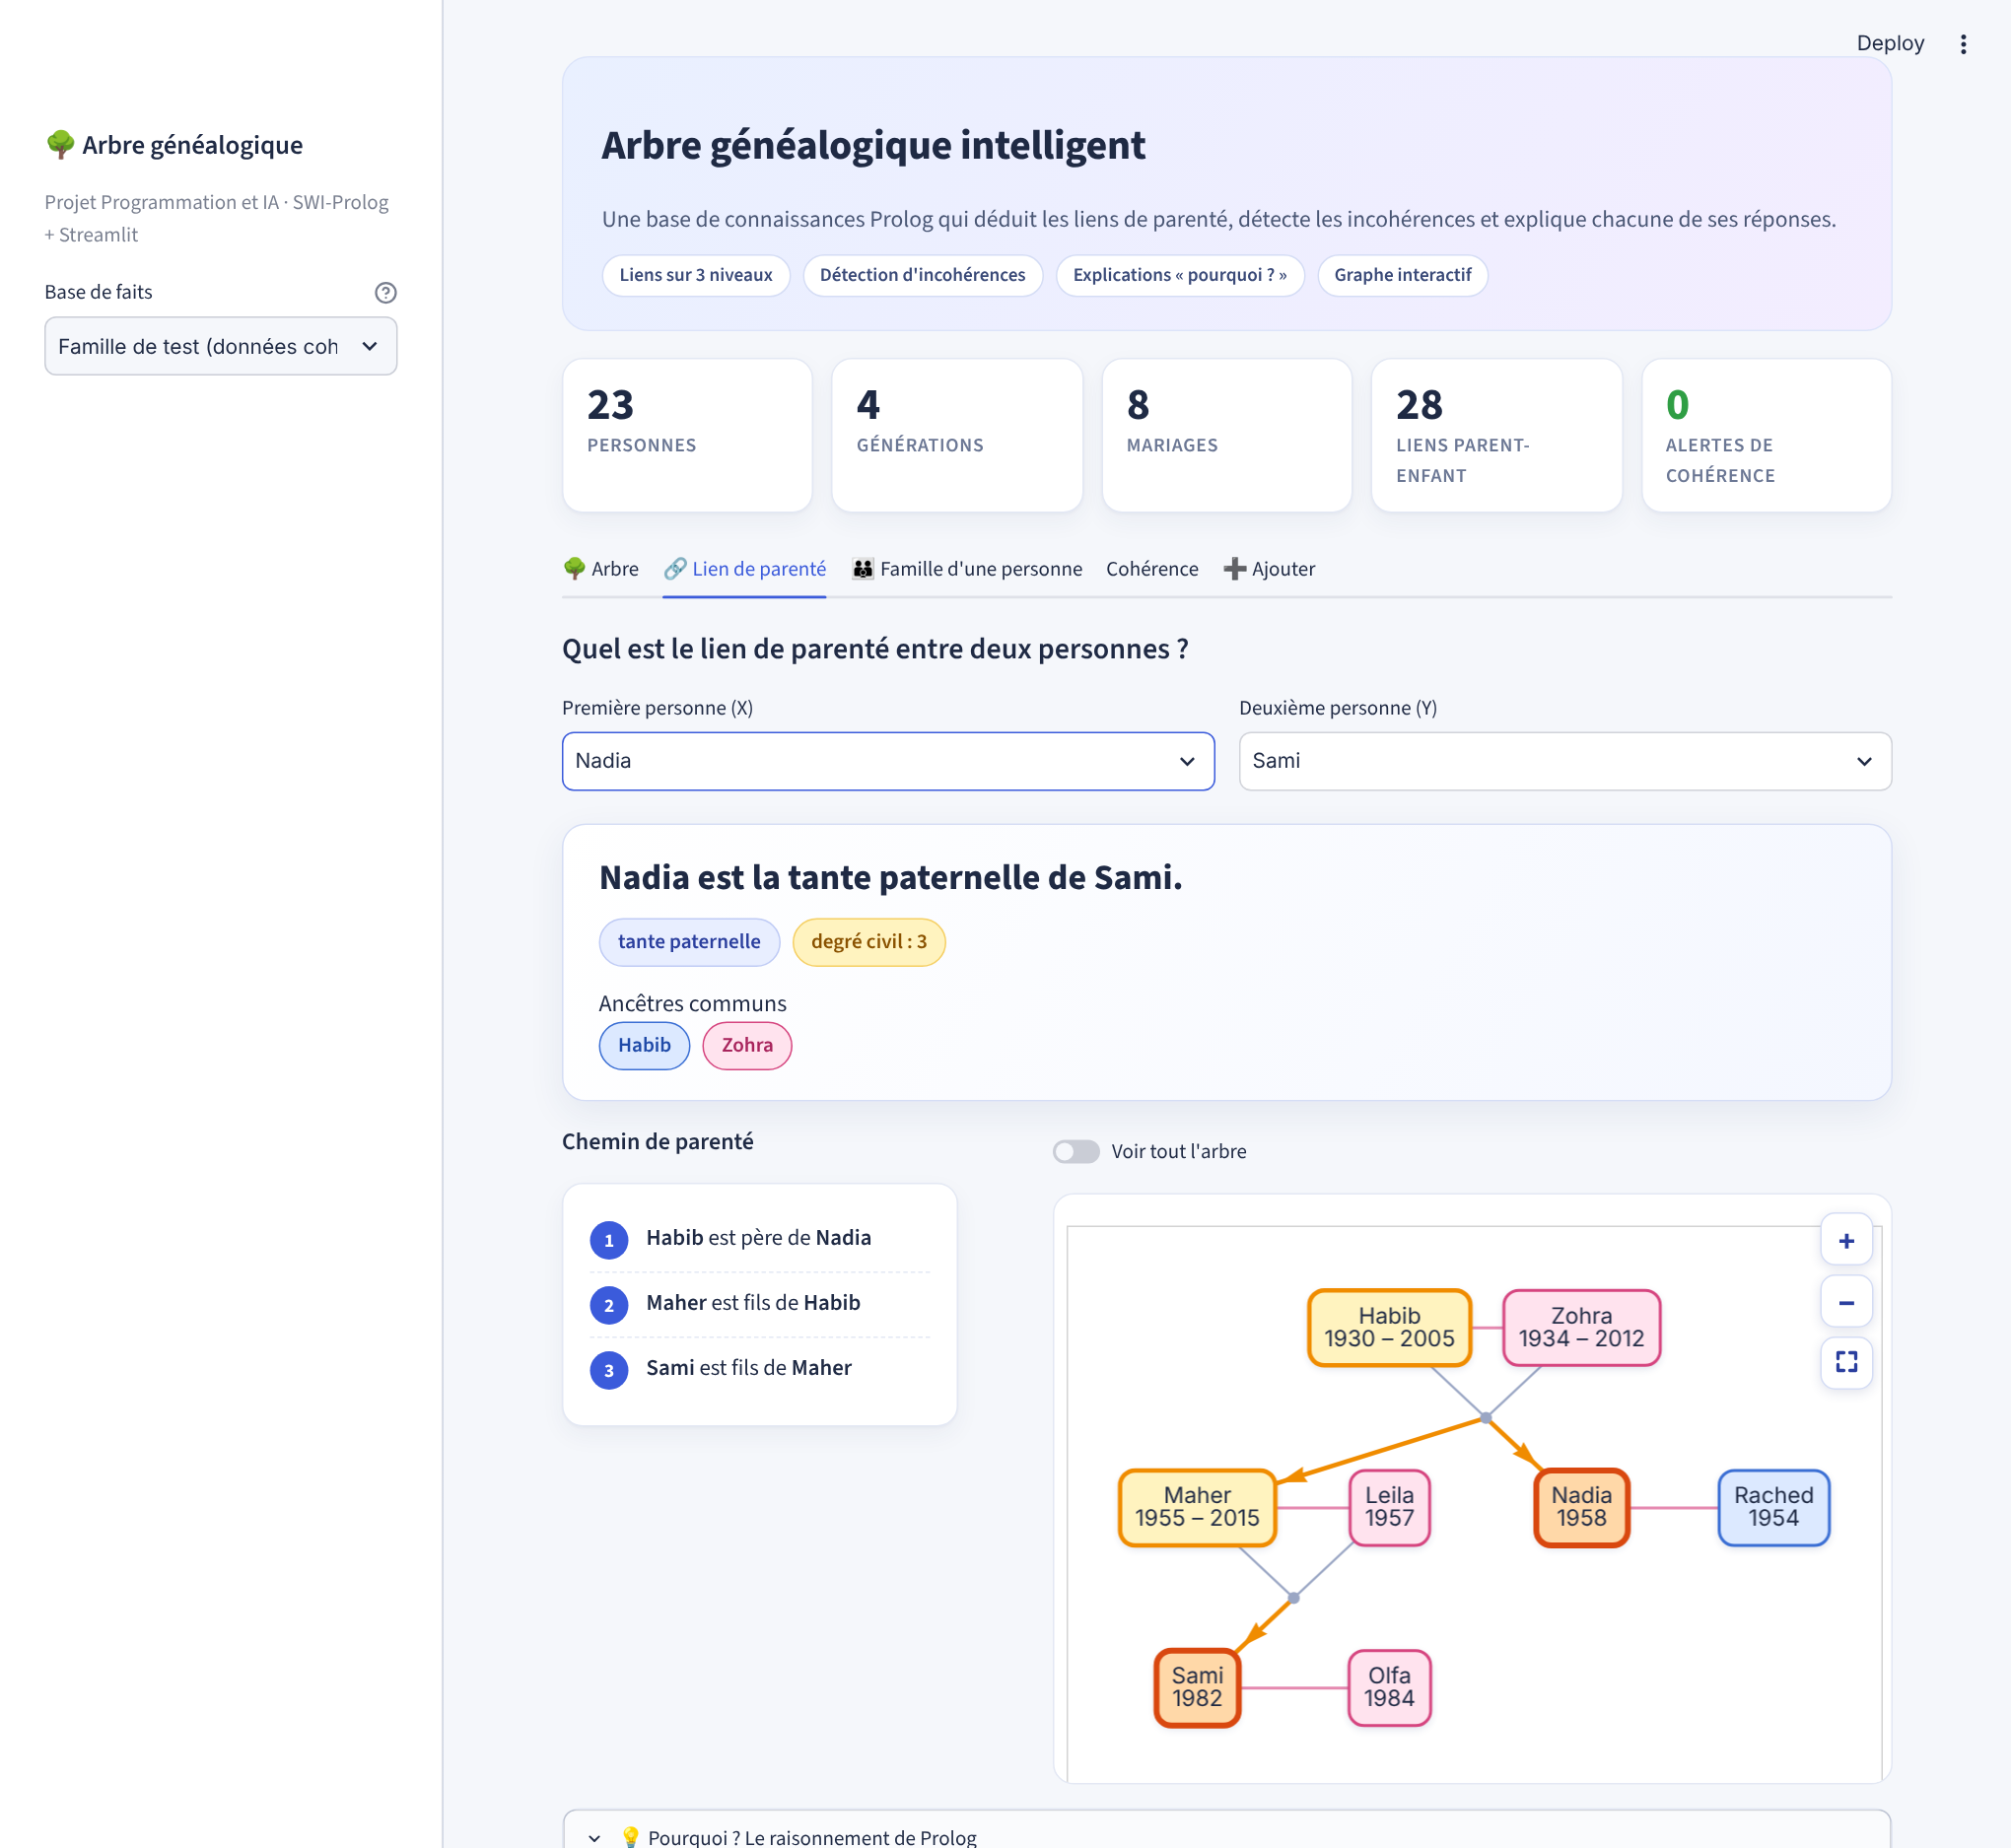 Deploy
🌳 Arbre généalogique
Projet Programmation et IA · SWI-Prolog
+ Streamlit
Base de faits
Famille de test (données coh
Arbre généalogique intelligent
Une base de connaissances Prolog qui déduit les liens de parenté, détecte les incohérences et explique chacune de ses réponses.
Liens sur 3 niveaux
Détection d'incohérences
Explications « pourquoi ? »
Graphe interactif
23
PERSONNES
4
GÉNÉRATIONS
8
MARIAGES
28
LIENS PARENT-
ENFANT
0
ALERTES DE
COHÉRENCE
🌳 Arbre
🔗 Lien de parenté
👪 Famille d'une personne
Cohérence
➕ Ajouter
Quel est le lien de parenté entre deux personnes ?
Première personne (X)
Nadia
Deuxième personne (Y)
Sami
Nadia est la tante paternelle de Sami.
tante paternelle
degré civil : 3
Ancêtres communs
Habib
Zohra
Chemin de parenté
1 Habib est père de Nadia
2 Maher est fils de Habib
3 Sami est fils de Maher
Voir tout l'arbre
+
−
Habib
1930 – 2005
Zohra
1934 – 2012
Maher
1955 – 2015
Leila
1957
Nadia
1958
Rached
1954
Sami
1982
Olfa
1984
💡 Pourquoi ? Le raisonnement de Prolog